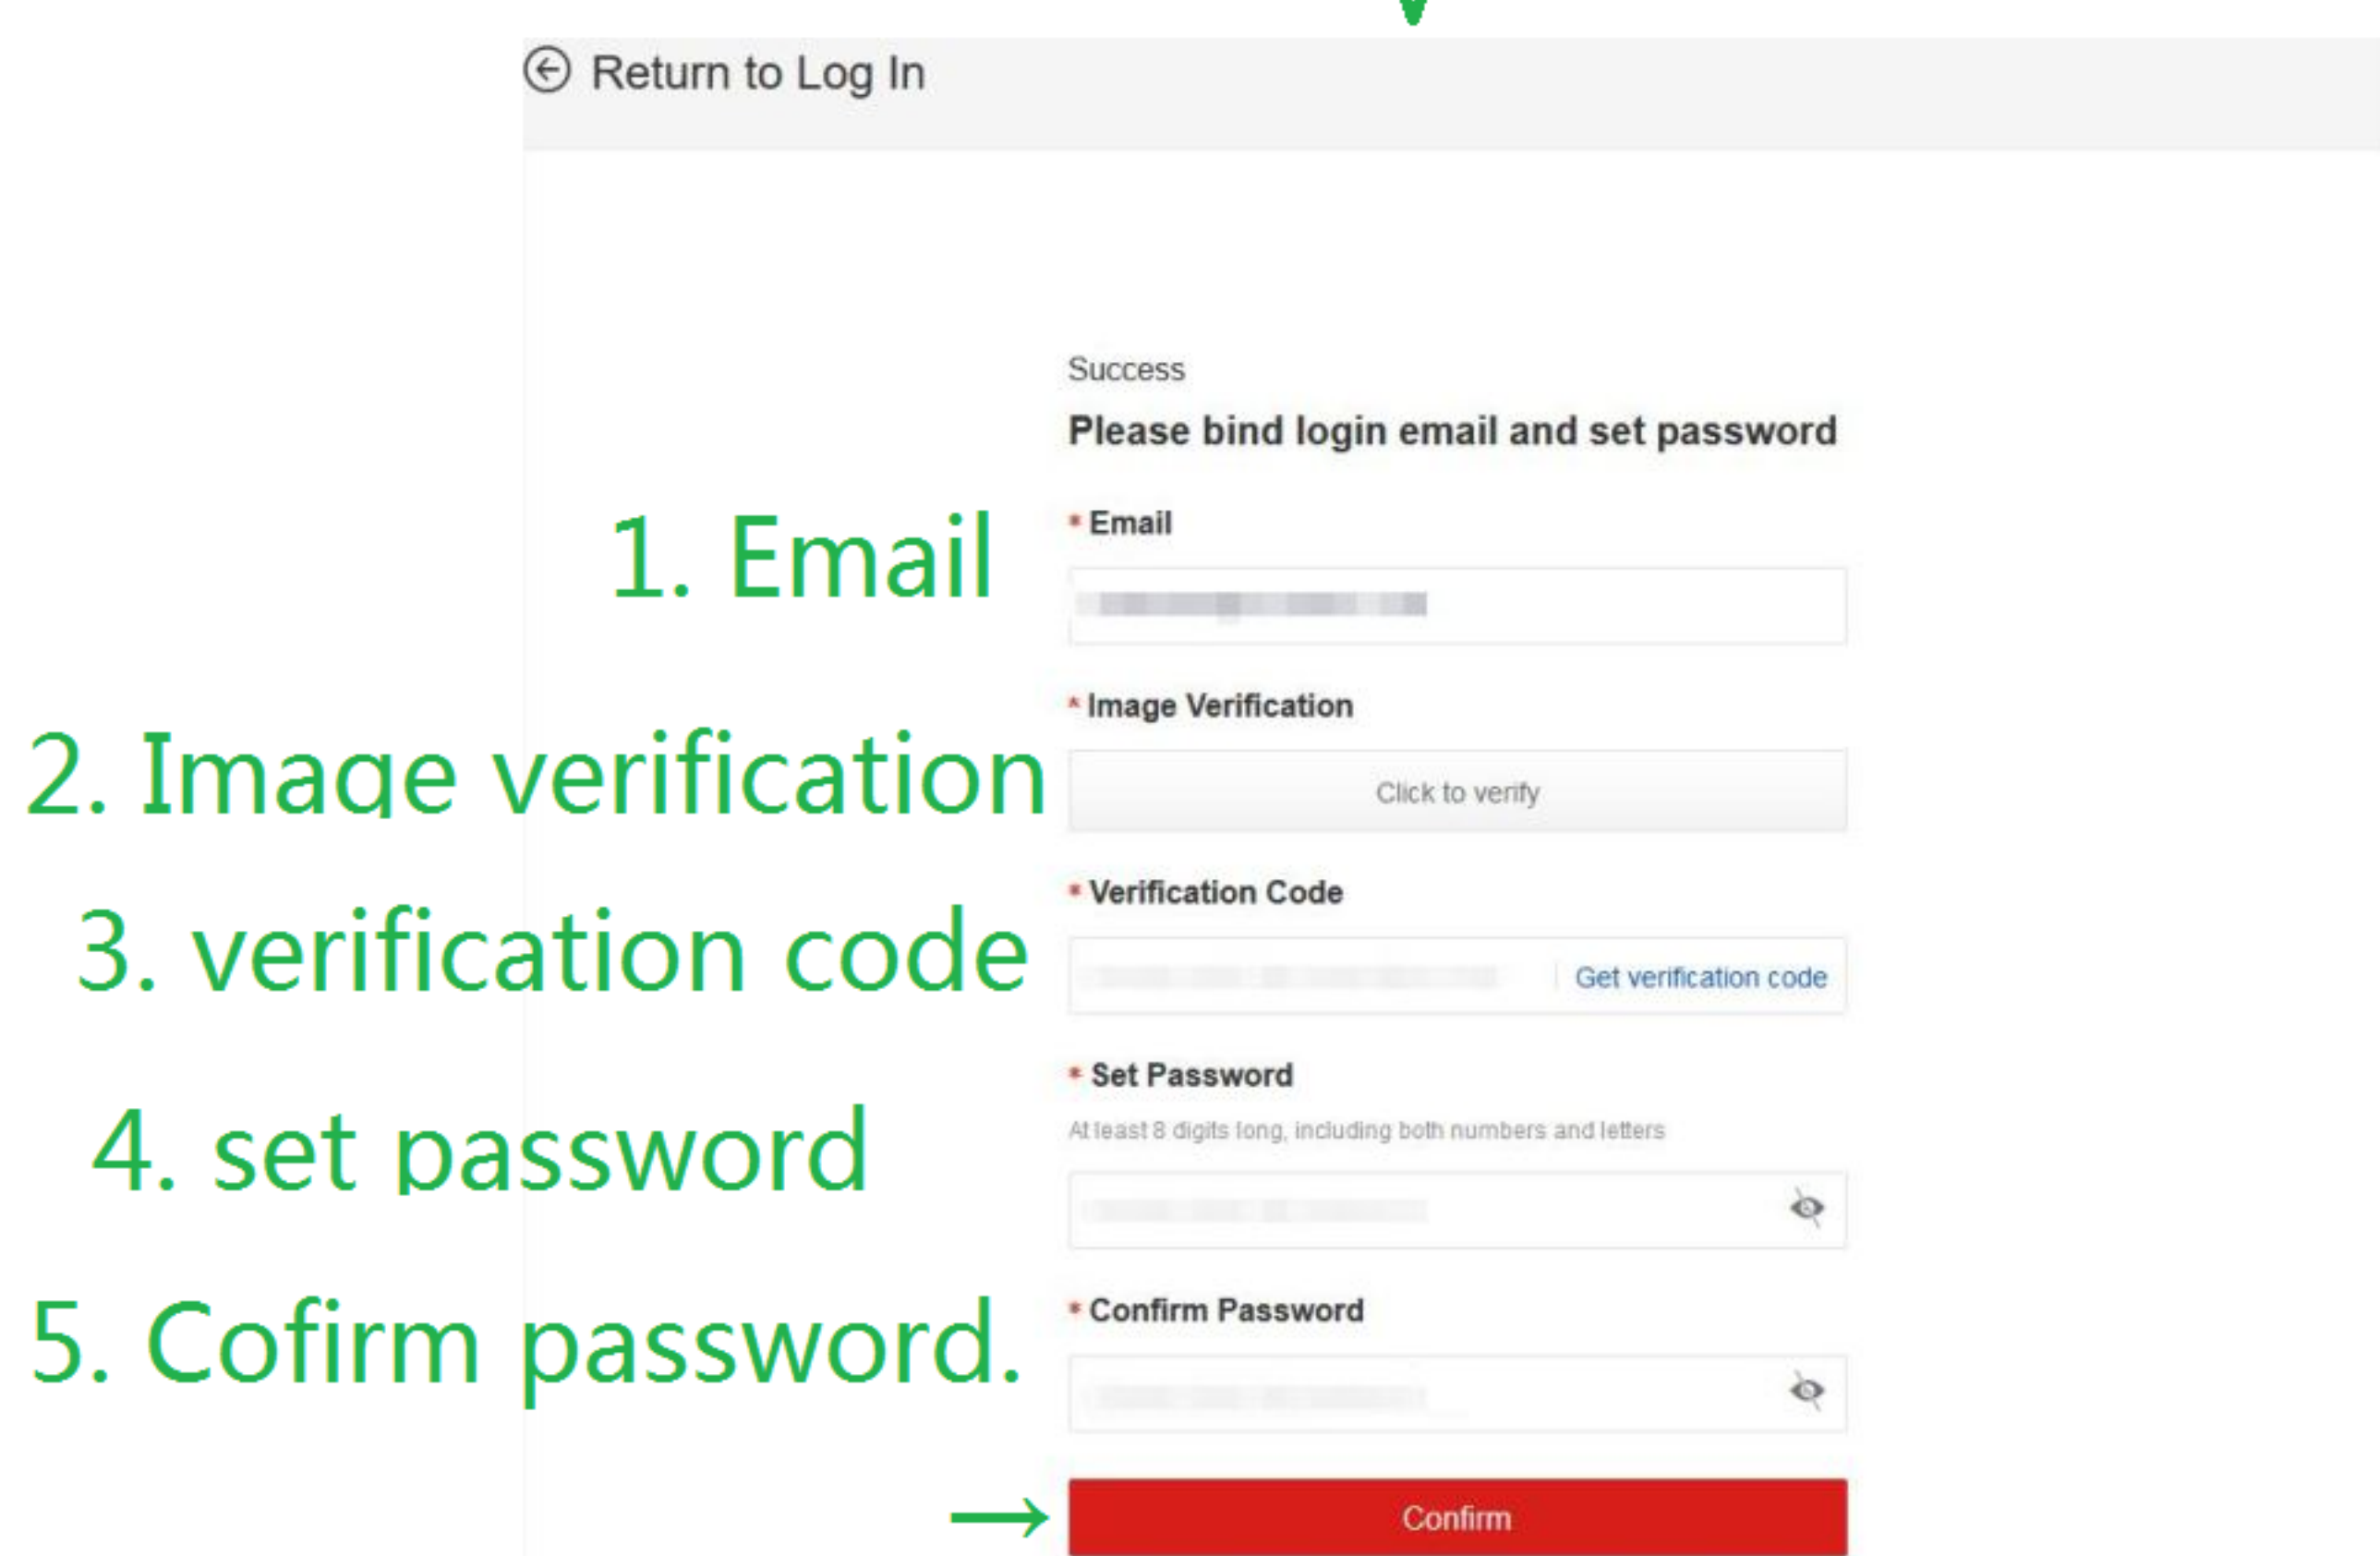 Return to Log In
Success
Please bind login email and set password
1. Email
* Email
2. Image verification
* Image Verification
Click to verify
3. verification code
* Verification Code
Get verification code
4. set password
* Set Password
At least 8 digits long, including both numbers and letters
5. Cofirm password.
* Confirm Password
→ Confirm